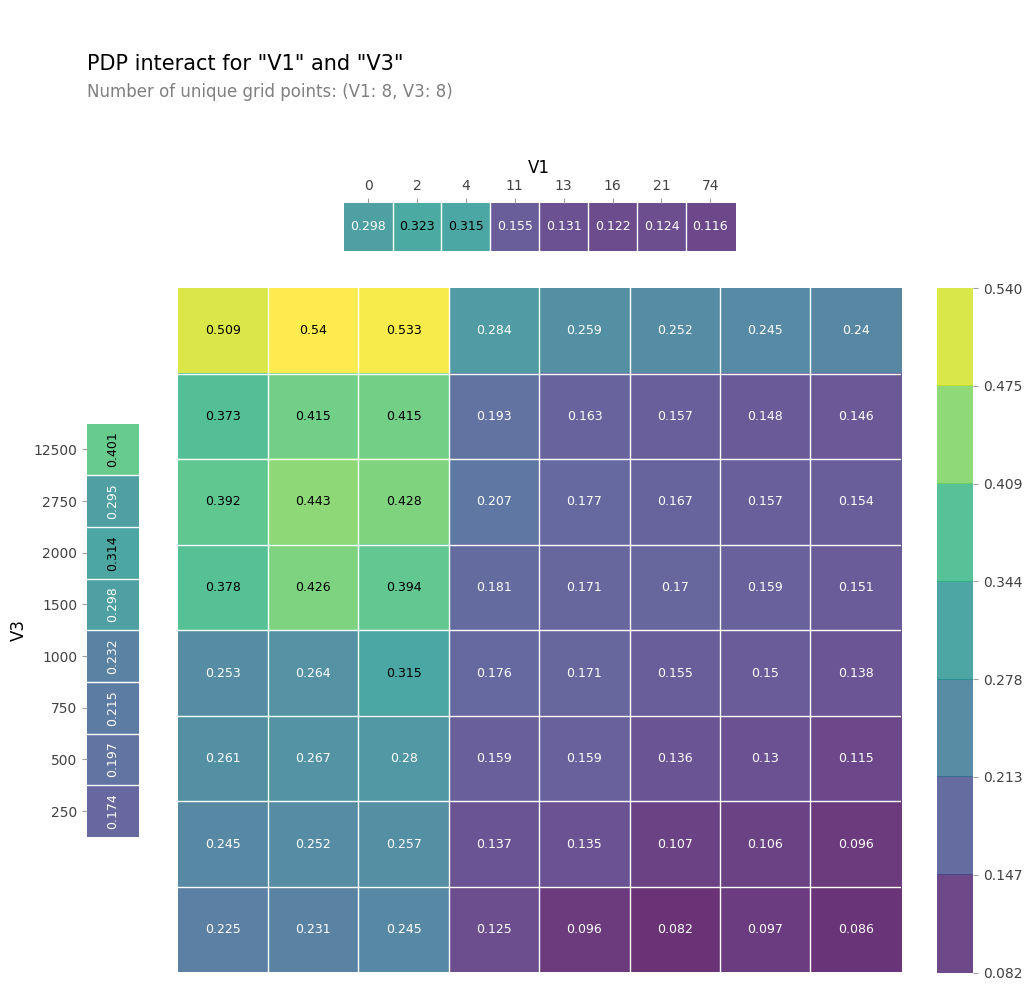 PDP interact for "V1" and "V3"
Number of unique grid points: (V1: 8, V3: 8)
V1
0 2 4 11 13 16 21 74
0.298 0.323 0.315 0.155 0.131 0.122 0.124 0.116
V3
12500 0.401
2750 0.295
2000 0.314
1500 0.298
1000 0.232
750 0.215
500 0.197
250 0.174
0.509 0.54 0.533 0.284 0.259 0.252 0.245 0.24
0.373 0.415 0.415 0.193 0.163 0.157 0.148 0.146
0.392 0.443 0.428 0.207 0.177 0.167 0.157 0.154
0.378 0.426 0.394 0.181 0.171 0.17 0.159 0.151
0.253 0.264 0.315 0.176 0.171 0.155 0.15 0.138
0.261 0.267 0.28 0.159 0.159 0.136 0.13 0.115
0.245 0.252 0.257 0.137 0.135 0.107 0.106 0.096
0.225 0.231 0.245 0.125 0.096 0.082 0.097 0.086
0.540
0.475
0.409
0.344
0.278
0.213
0.147
0.082